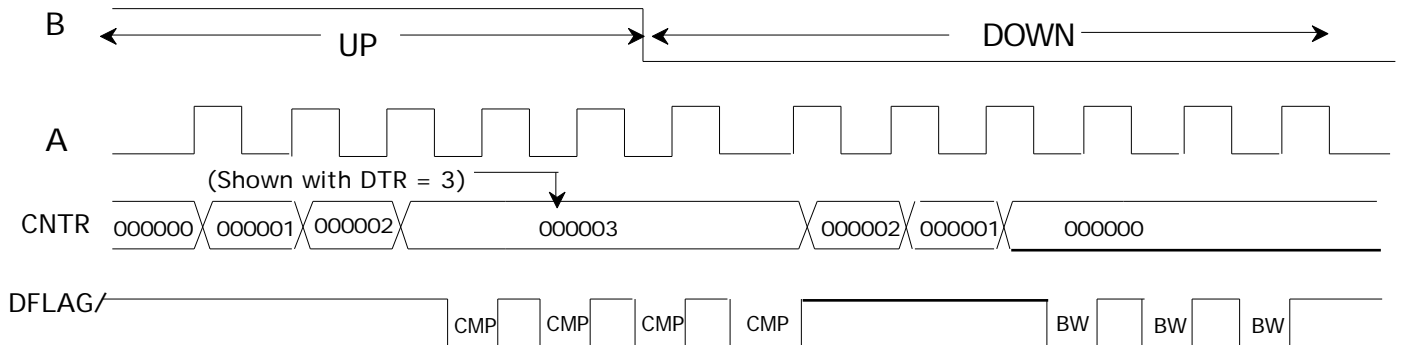 B
UP
DOWN
A
(Shown with DTR = 3)
CNTR 000000 000001 000002 000003 000002 000001 000000
DFLAG/ CMP CMP CMP CMP BW BW BW